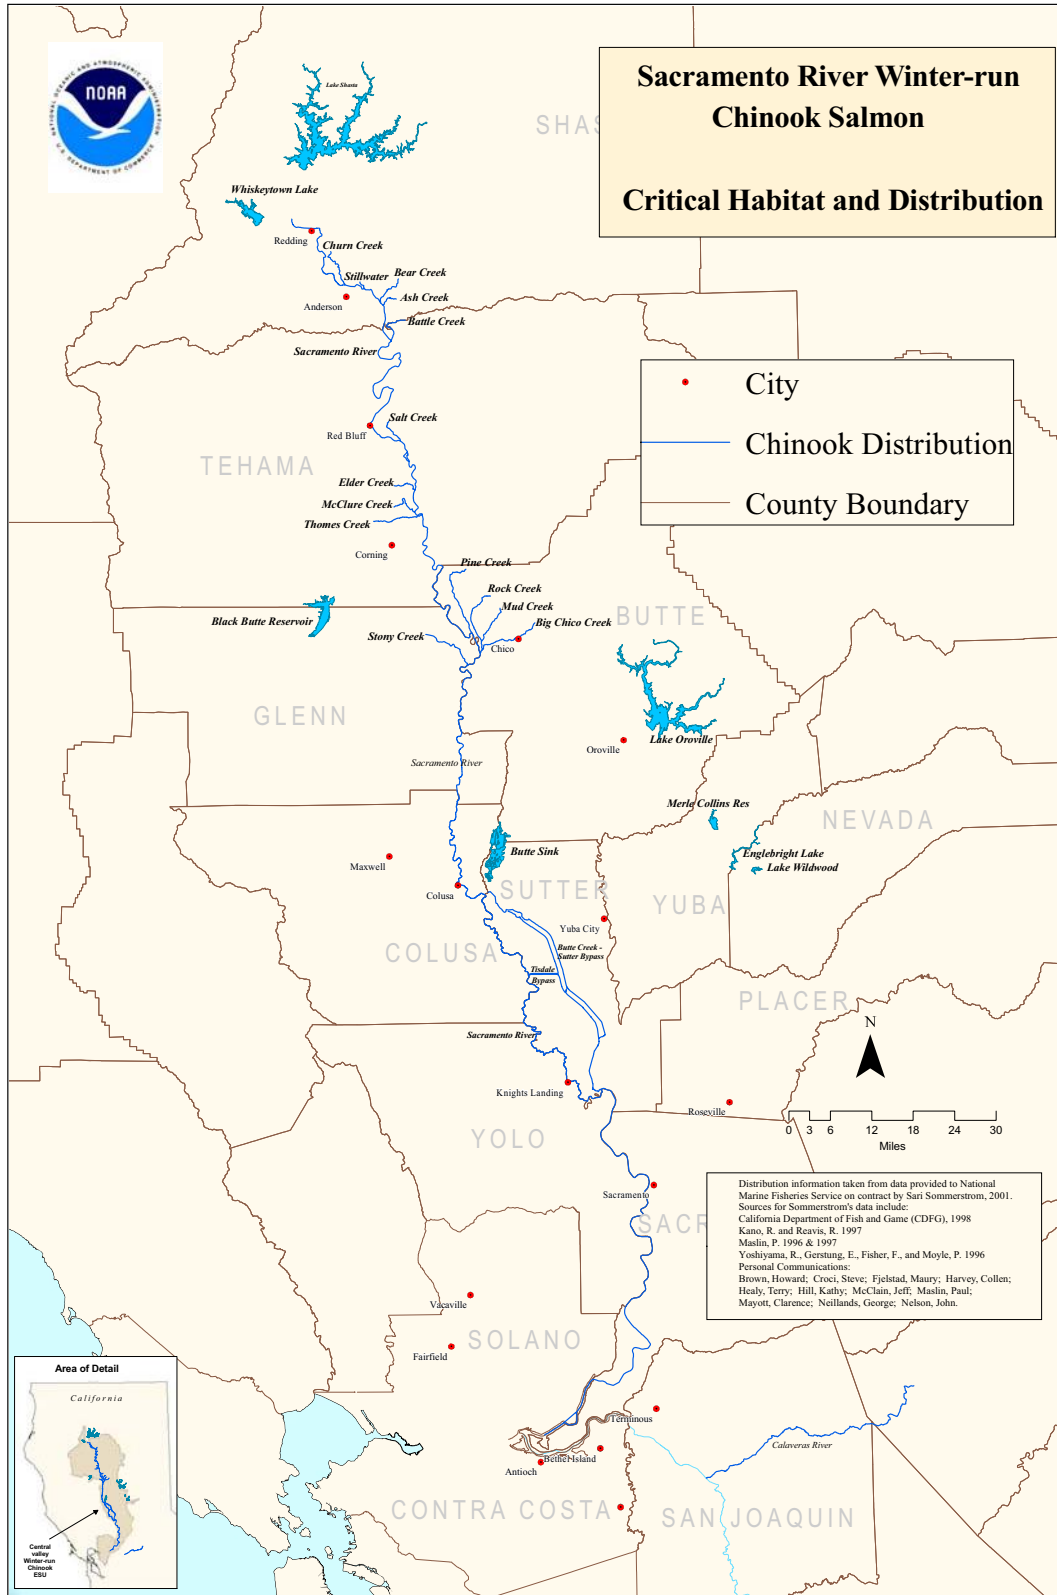 NATIONAL OCEANIC AND ATMOSPHERIC ADMINISTRATION
NOAA
U.S. DEPARTMENT OF COMMERCE
Sacramento River Winter-run
Chinook Salmon
Critical Habitat and Distribution
Lake Shasta
SHAS
Whiskeytown Lake
Redding
Churn Creek
Stillwater
Bear Creek
Anderson
Ash Creek
Battle Creek
Sacramento River
City
Chinook Distribution
County Boundary
Salt Creek
Red Bluff
TEHAMA
Elder Creek
McClure Creek
Thomes Creek
Corning
Pine Creek
Rock Creek
Mud Creek
Big Chico Creek
BUTTE
Black Butte Reservoir
Stony Creek
Chico
GLENN
Lake Oroville
Oroville
Sacramento River
Merle Collins Res
NEVADA
Maxwell
Butte Sink
Englebright Lake
Lake Wildwood
Colusa
SUTTER
YUBA
Yuba City
COLUSA
Butte Creek -
Sutter Bypass
Tisdale
Bypass
PLACER
Sacramento River
N
Knights Landing
Roseville
0 3 6 12 18 24 30
Miles
YOLO
Sacramento
SACR
Distribution information taken from data provided to National
Marine Fisheries Service on contract by Sari Sommerstrom, 2001.
Sources for Sommerstrom's data include:
California Department of Fish and Game (CDFG), 1998
Kano, R. and Reavis, R. 1997
Maslin, P. 1996 & 1997
Yoshiyama, R., Gerstung, E., Fisher, F., and Moyle, P. 1996
Personal Communications:
Brown, Howard; Croci, Steve; Fjelstad, Maury; Harvey, Collen;
Healy, Terry; Hill, Kathy; McClain, Jeff; Maslin, Paul;
Mayott, Clarence; Neillands, George; Nelson, John.
Vacaville
SOLANO
Fairfield
Area of Detail
California
Central
valley
Winter-run
Chinook
ESU
Terminous
Calaveras River
Bethel Island
Antioch
CONTRA COSTA
SAN JOAQUIN